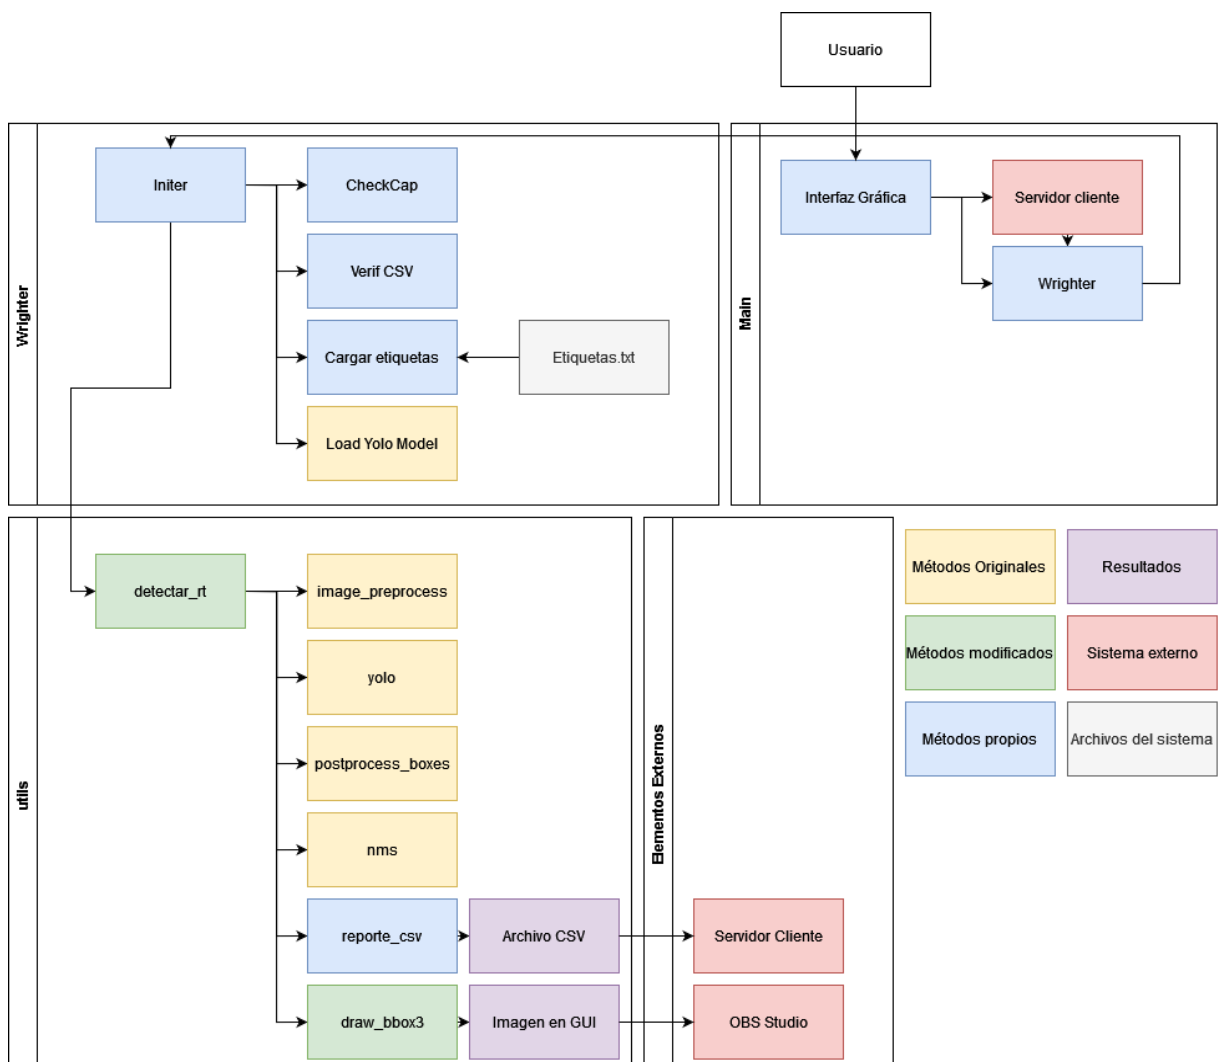 Usuario
Wrighter
Initer
CheckCap
Verif CSV
Cargar etiquetas
Etiquetas.txt
Load Yolo Model
Main
Interfaz Gráfica
Servidor cliente
Wrighter
utils
detectar_rt
image_preprocess
yolo
postprocess_boxes
nms
reporte_csv
Archivo CSV
draw_bbox3
Imagen en GUI
Elementos Externos
Servidor Cliente
OBS Studio
Métodos Originales
Resultados
Métodos modificados
Sistema externo
Métodos propios
Archivos del sistema